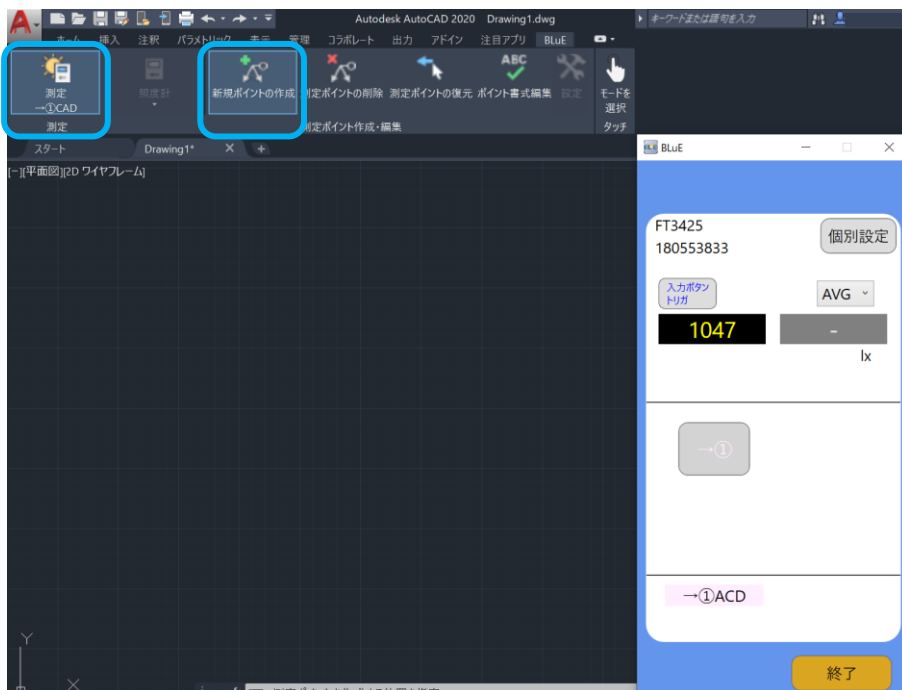 Autodesk AutoCAD 2020 Drawing1.dwg
キーワードまたは語句を入力
ホーム 挿入 注釈 パラメトリック 表示 管理 コラボレート 出力 アドイン 注目アプリ BLuE
測定
→①CAD
照度計
新規ポイントの作成
測定ポイントの削除
測定ポイントの復元
ABC
ポイント書式編集
設定
モードを
選択
測定
測定ポイント作成・編集
タッチ
スタート
Drawing1*
[-][平面図][2D ワイヤフレーム]
Y
X
BLuE
FT3425
180553833
個別設定
入力ボタン
トリガ
AVG
1047
-
lx
→①
→①ACD
終了